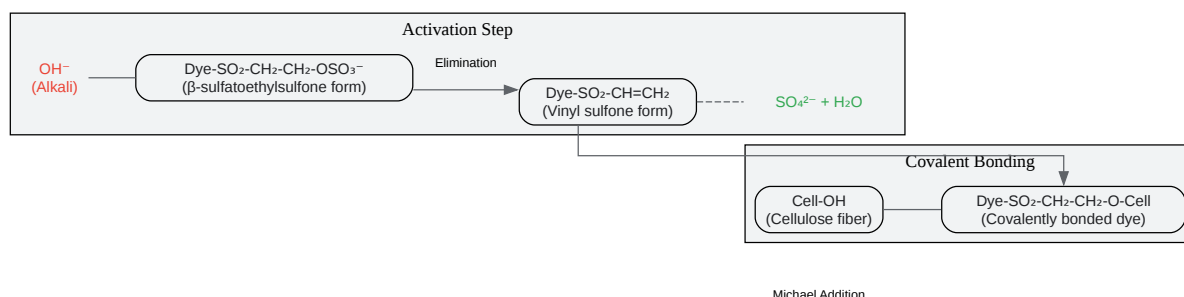 Activation Step
OH⁻
(Alkali)
Dye-SO₂-CH₂-CH₂-OSO₃⁻
(β-sulfatoethylsulfone form)
Elimination
Dye-SO₂-CH=CH₂
(Vinyl sulfone form)
SO₄²⁻ + H₂O
Covalent Bonding
Cell-OH
(Cellulose fiber)
Dye-SO₂-CH₂-CH₂-O-Cell
(Covalently bonded dye)
Michael Addition